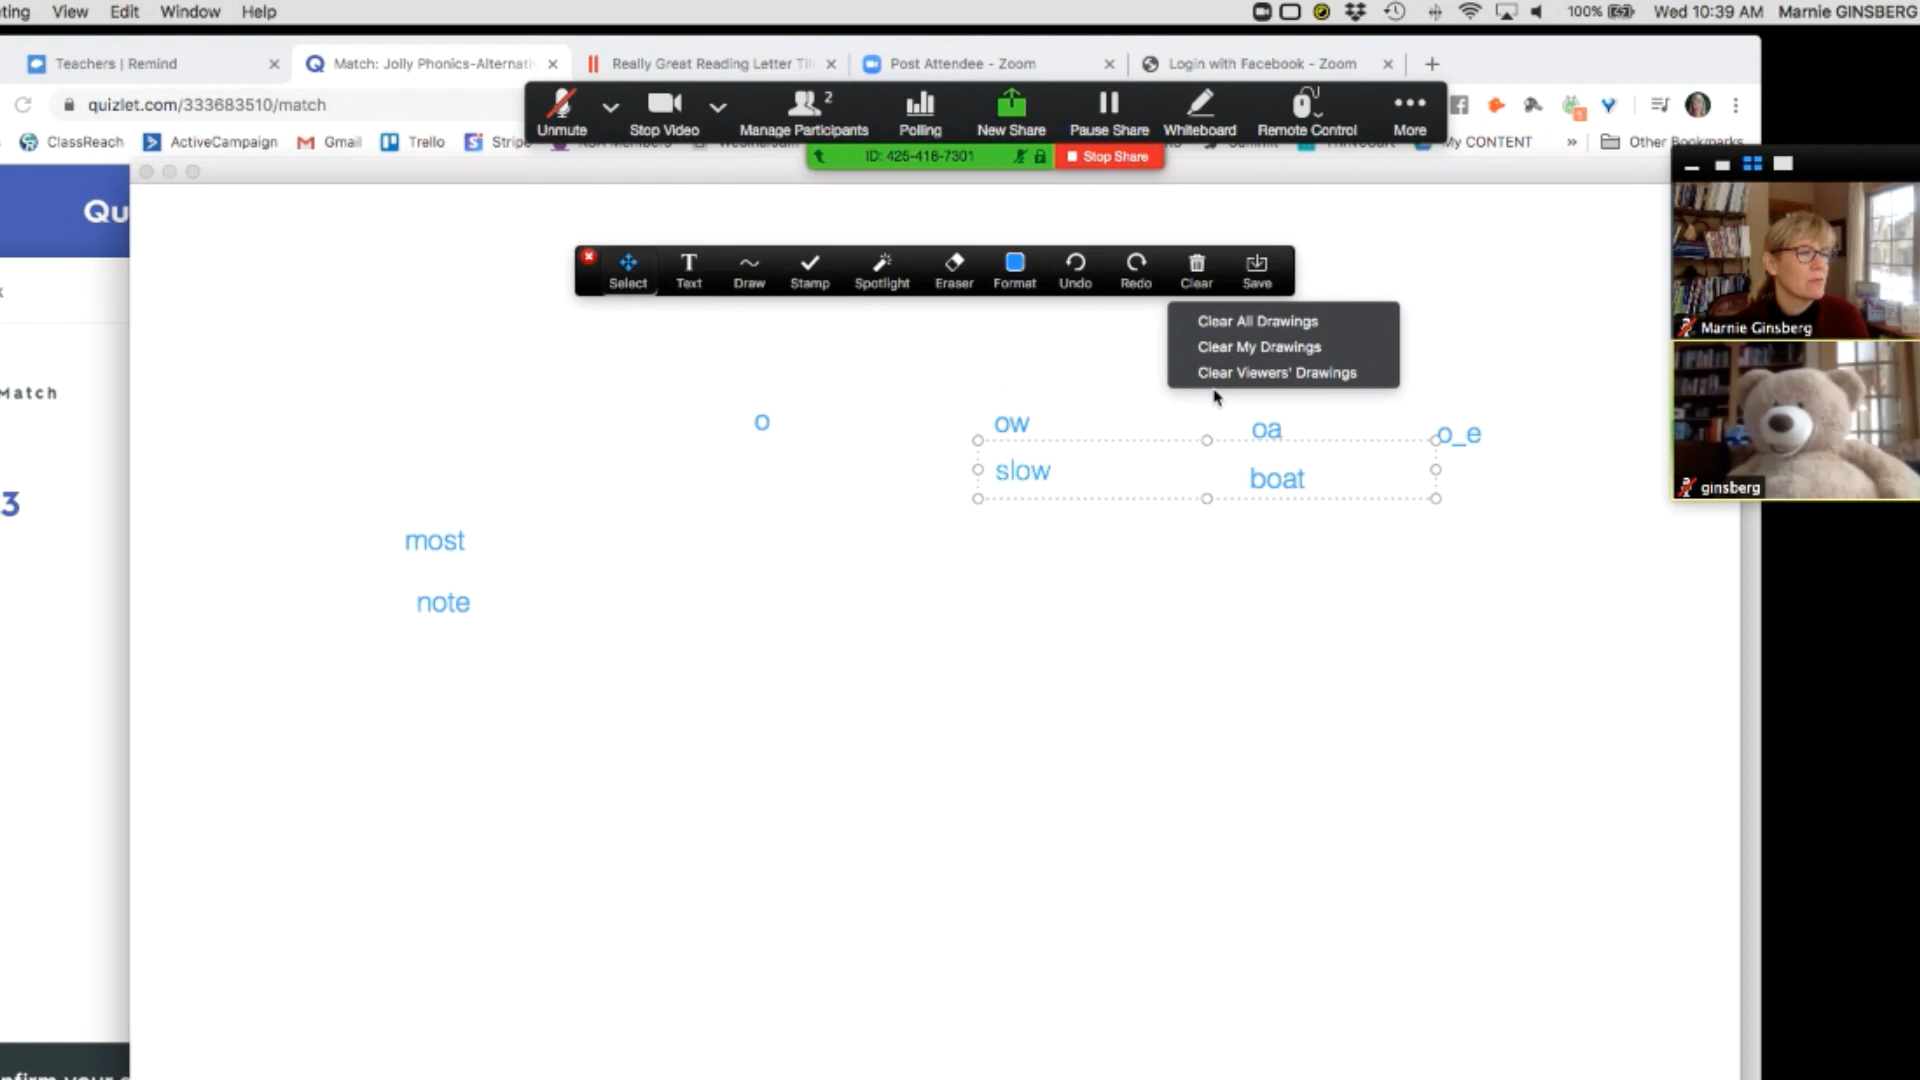 ting View Edit Window Help 100% Wed 10:39 AM Marnie GINSBERG
Teachers | Remind Match: Jolly Phonics-Alternati Really Great Reading Letter Til Post Attendee - Zoom Login with Facebook - Zoom
quizlet.com/333683510/match
Unmute Stop Video Manage Participants 2 Polling New Share Pause Share Whiteboard Remote Control More
ClassReach ActiveCampaign Gmail Trello Stripe My CONTENT » Other Bookmarks
ID: 425-418-7301 Stop Share
Qu
Select Text Draw Stamp Spotlight Eraser Format Undo Redo Clear Save
Clear All Drawings
Clear My Drawings
Clear Viewers' Drawings
Marnie Ginsberg
ginsberg
Match
o ow oa o_e
slow boat
.3
most
note